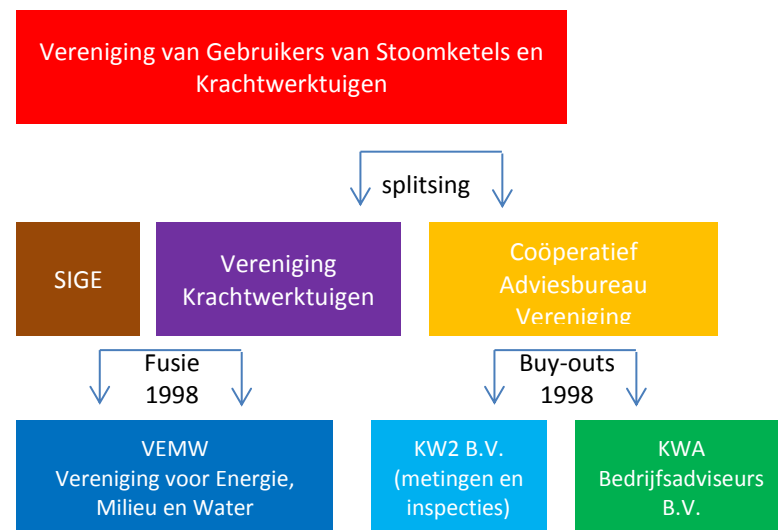 Vereniging van Gebruikers van Stoomketels en
Krachtwerktuigen
splitsing
SIGE
Vereniging
Krachtwerktuigen
Coöperatief
Adviesbureau
Vereniging
Fusie
1998
Buy-outs
1998
VEMW
Vereniging voor Energie,
Milieu en Water
KW2 B.V.
(metingen en
inspecties)
KWA
Bedrijfsadviseurs
B.V.